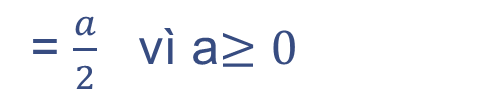 = a/2 vì a≥ 0